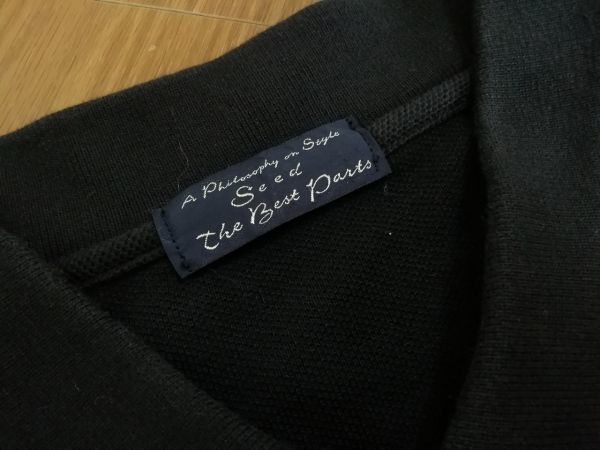 A Philosophy on Style
Seed
The Best Parts